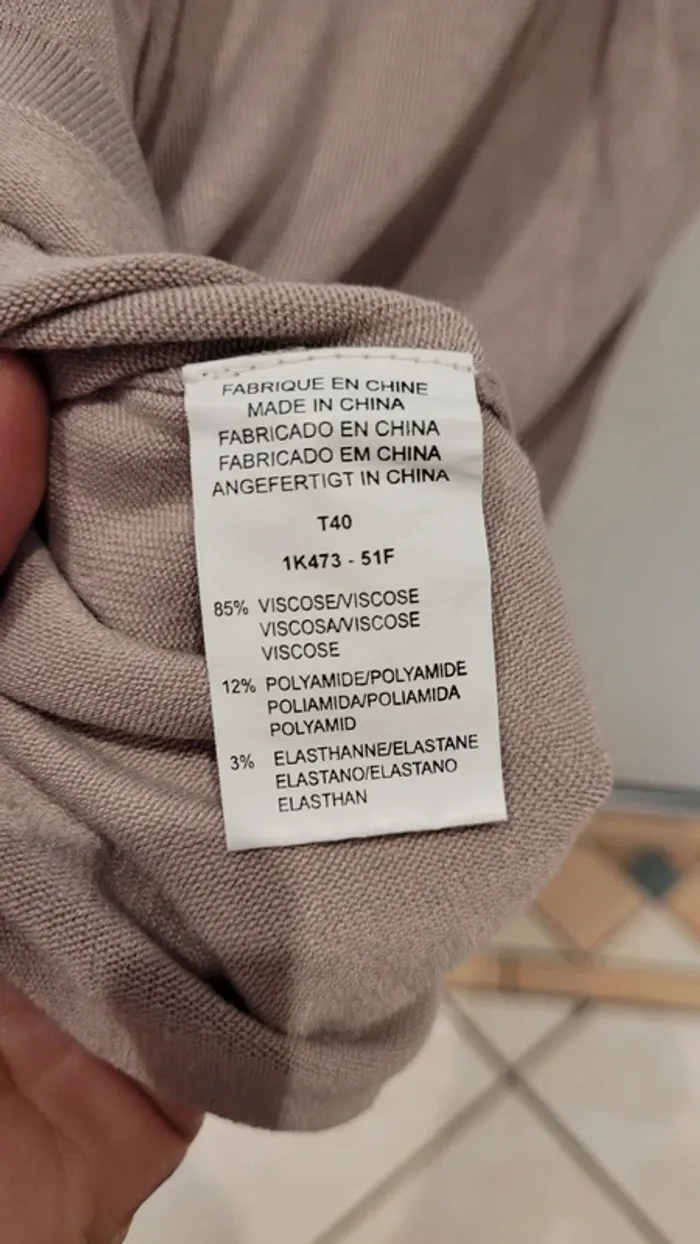 FABRIQUE EN CHINE
MADE IN CHINA
FABRICADO EN CHINA
FABRICADO EM CHINA
ANGEFERTIGT IN CHINA
T40
1K473 - 51F
85% VISCOSE/VISCOSE
VISCOSA/VISCOSE
VISCOSE
12% POLYAMIDE/POLYAMIDE
POLIAMIDA/POLIAMIDA
POLYAMID
3% ELASTHANNE/ELASTANE
ELASTANO/ELASTANO
ELASTHAN